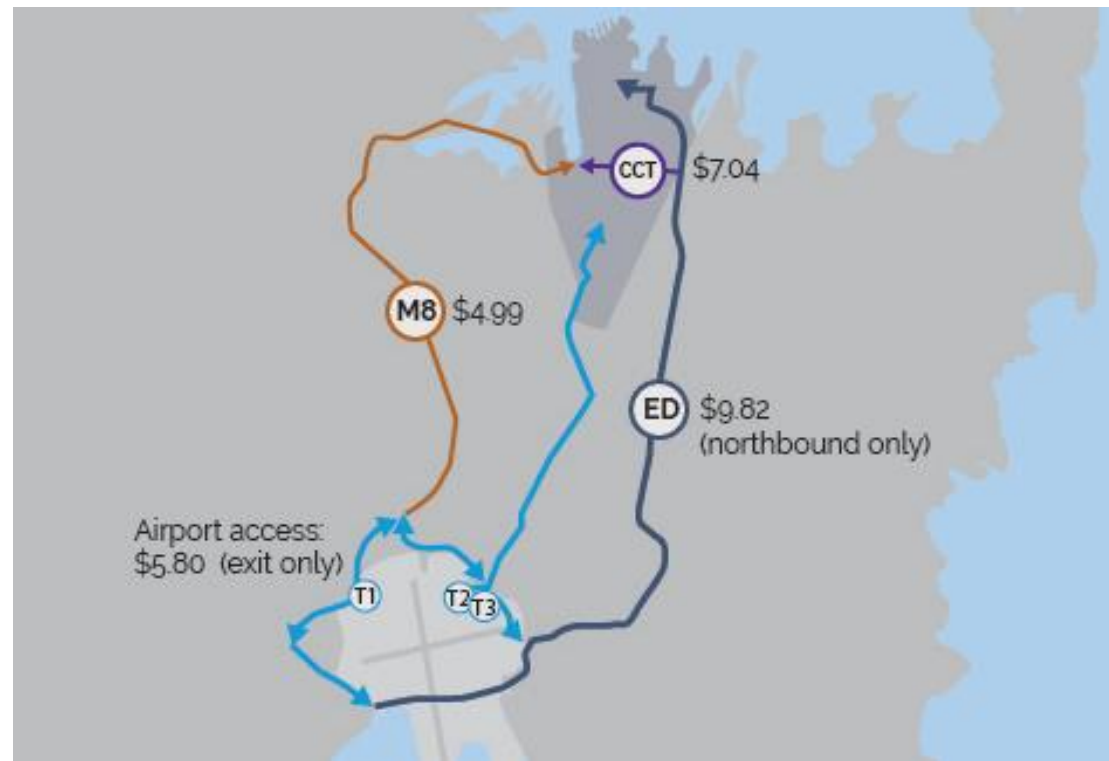 CCT
$7.04
M8
$4.99
ED
$9.82
(northbound only)
Airport access:
$5.80 (exit only)
T1
T2
T3